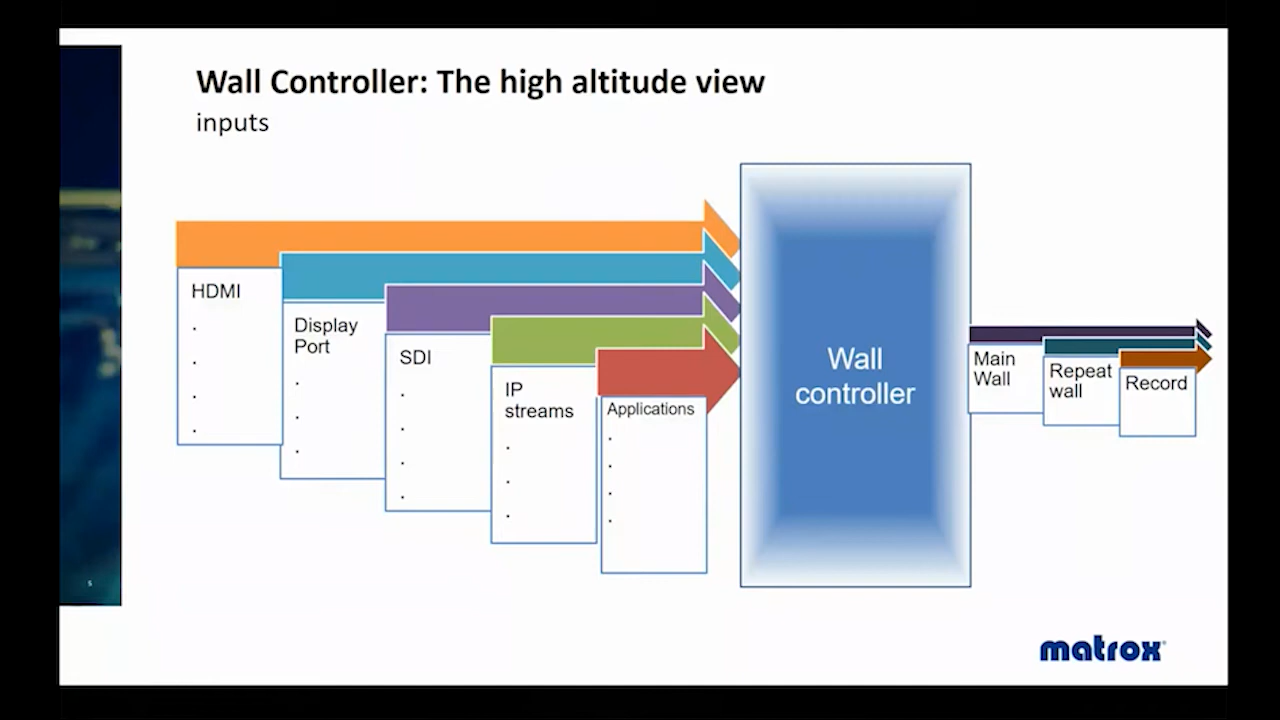 Wall Controller: The high altitude view
inputs
HDMI
.
.
.
.
Display
Port
.
.
.
SDI
.
.
.
.
IP
streams
.
.
.
Applications
.
.
.
.
Wall
controller
Main
Wall
Repeat
wall
Record
5
matrox